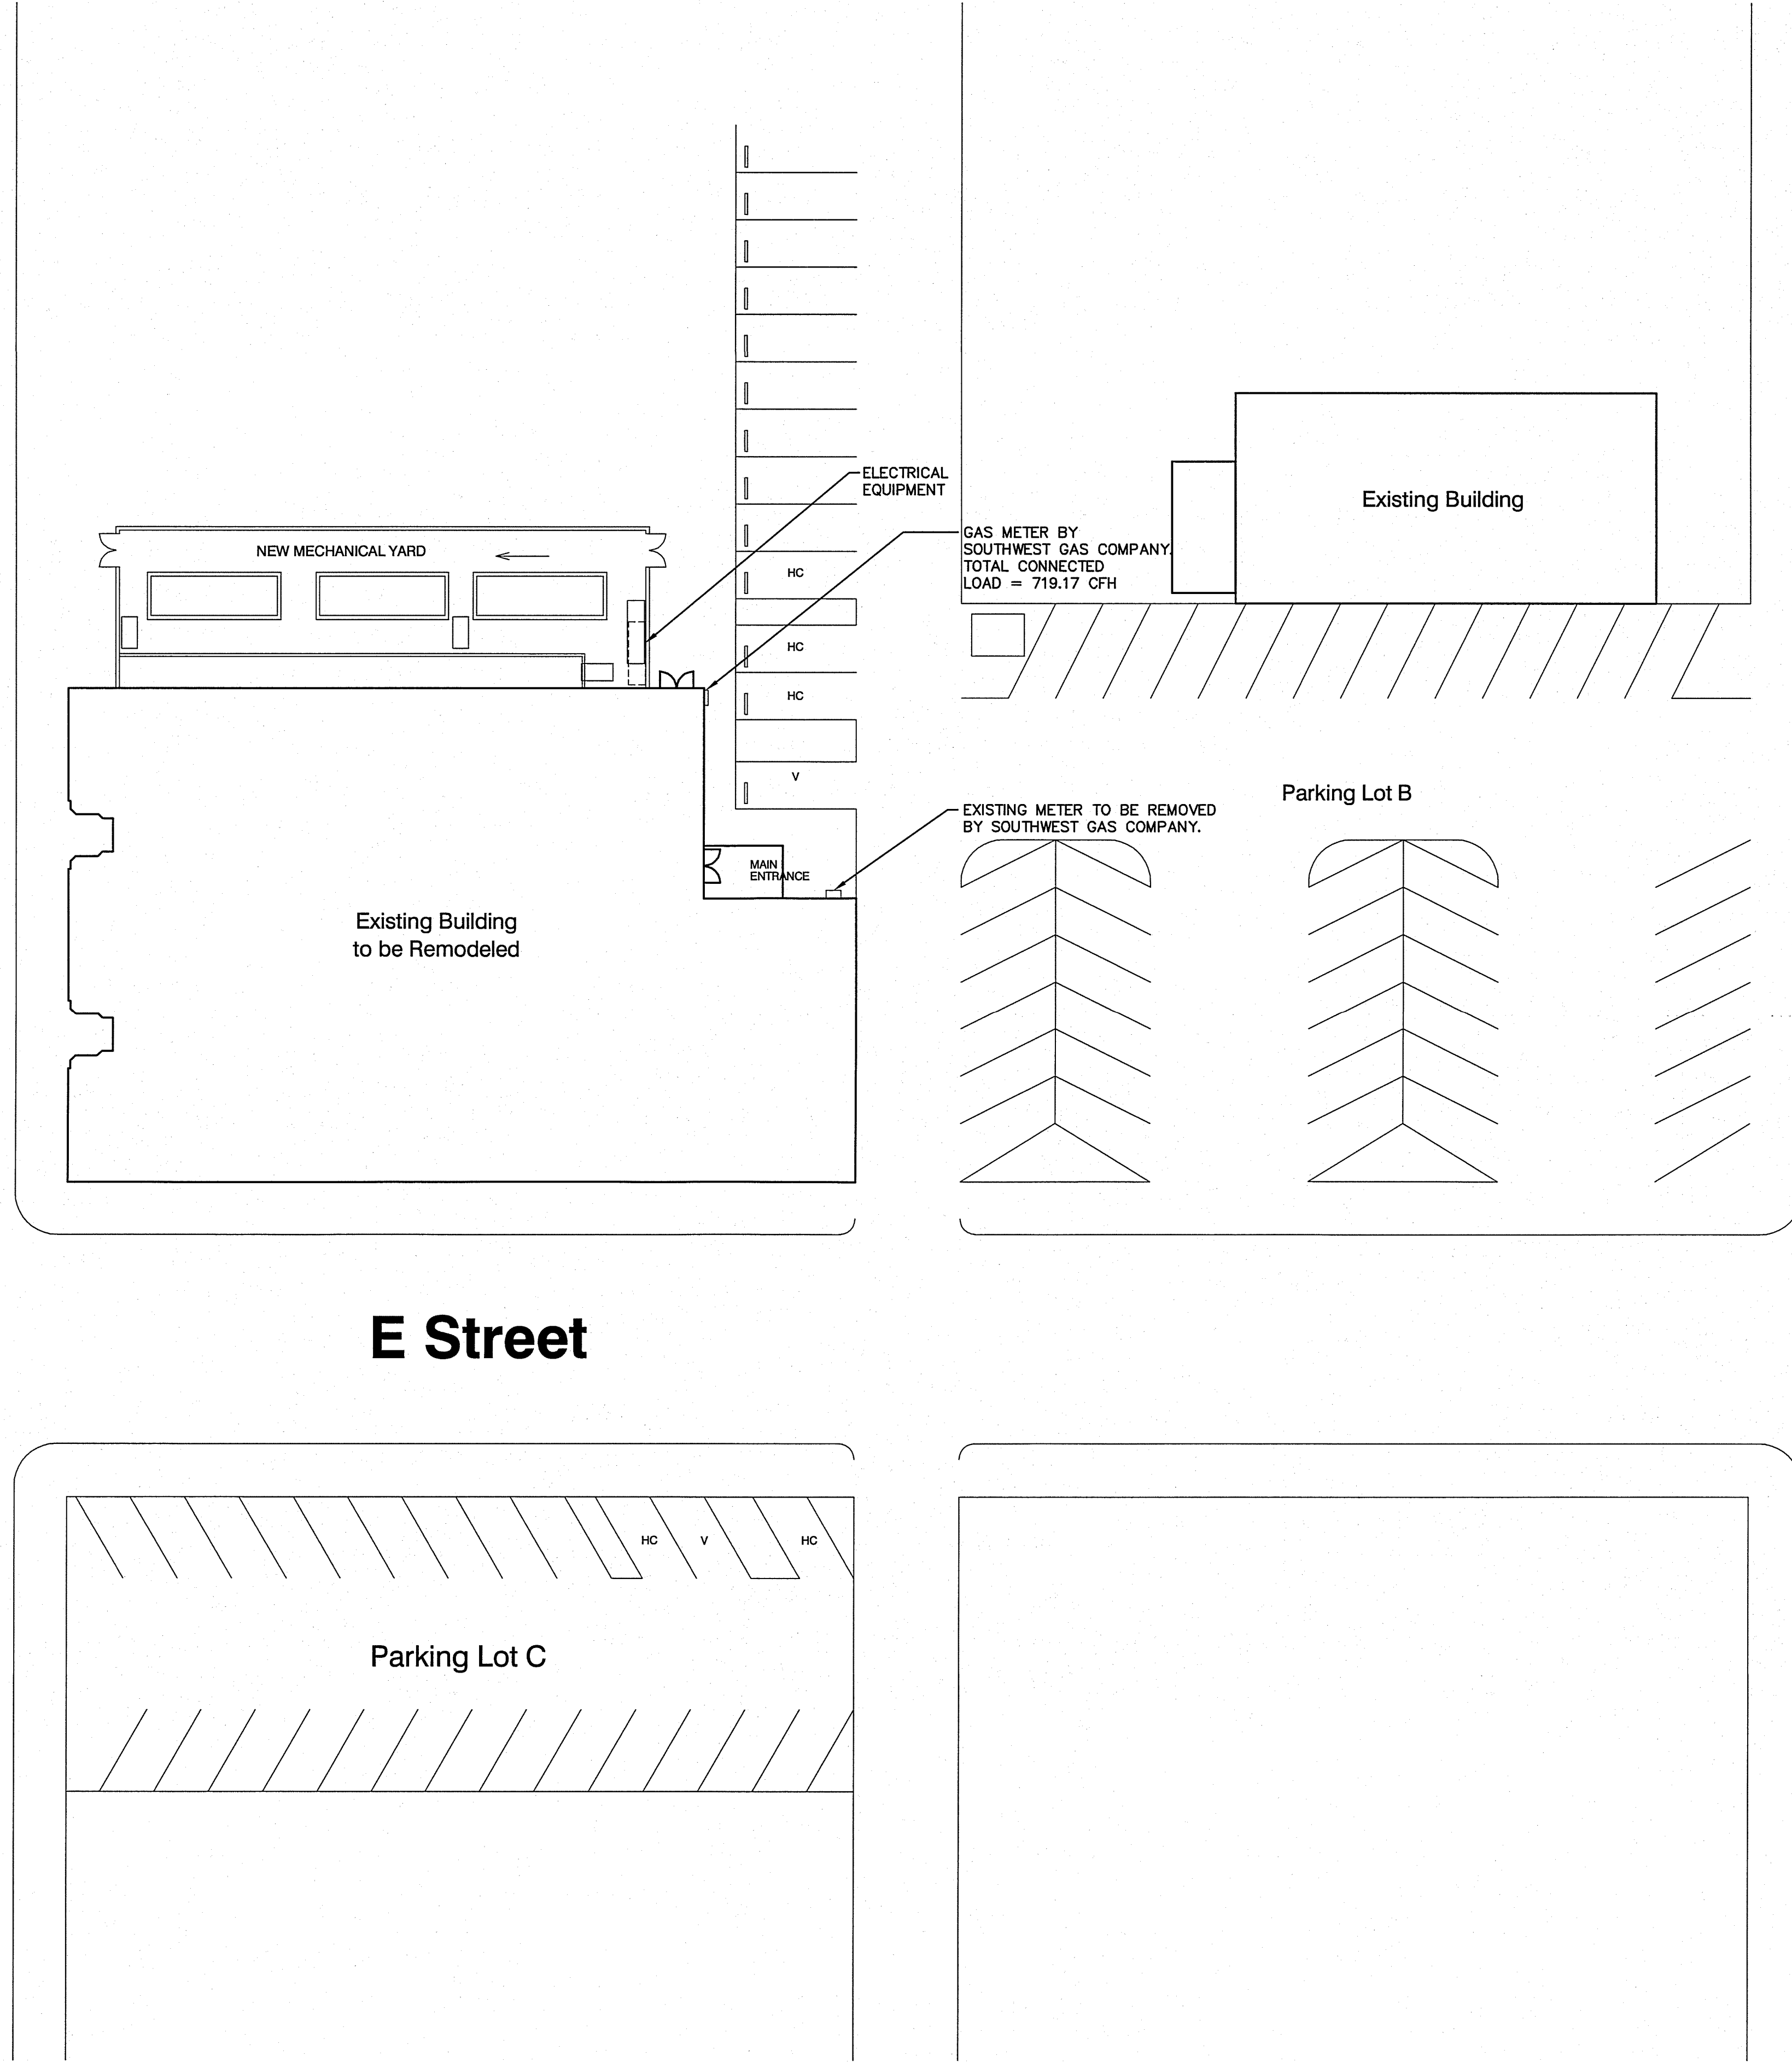 ELECTRICAL
EQUIPMENT
Existing Building
GAS METER BY
SOUTHWEST GAS COMPANY.
TOTAL CONNECTED
LOAD = 719.17 CFH
NEW MECHANICAL YARD
HC
HC
HC
V
Parking Lot B
EXISTING METER TO BE REMOVED
BY SOUTHWEST GAS COMPANY.
MAIN
ENTRANCE
Existing Building
to be Remodeled
E Street
HC
V
HC
Parking Lot C